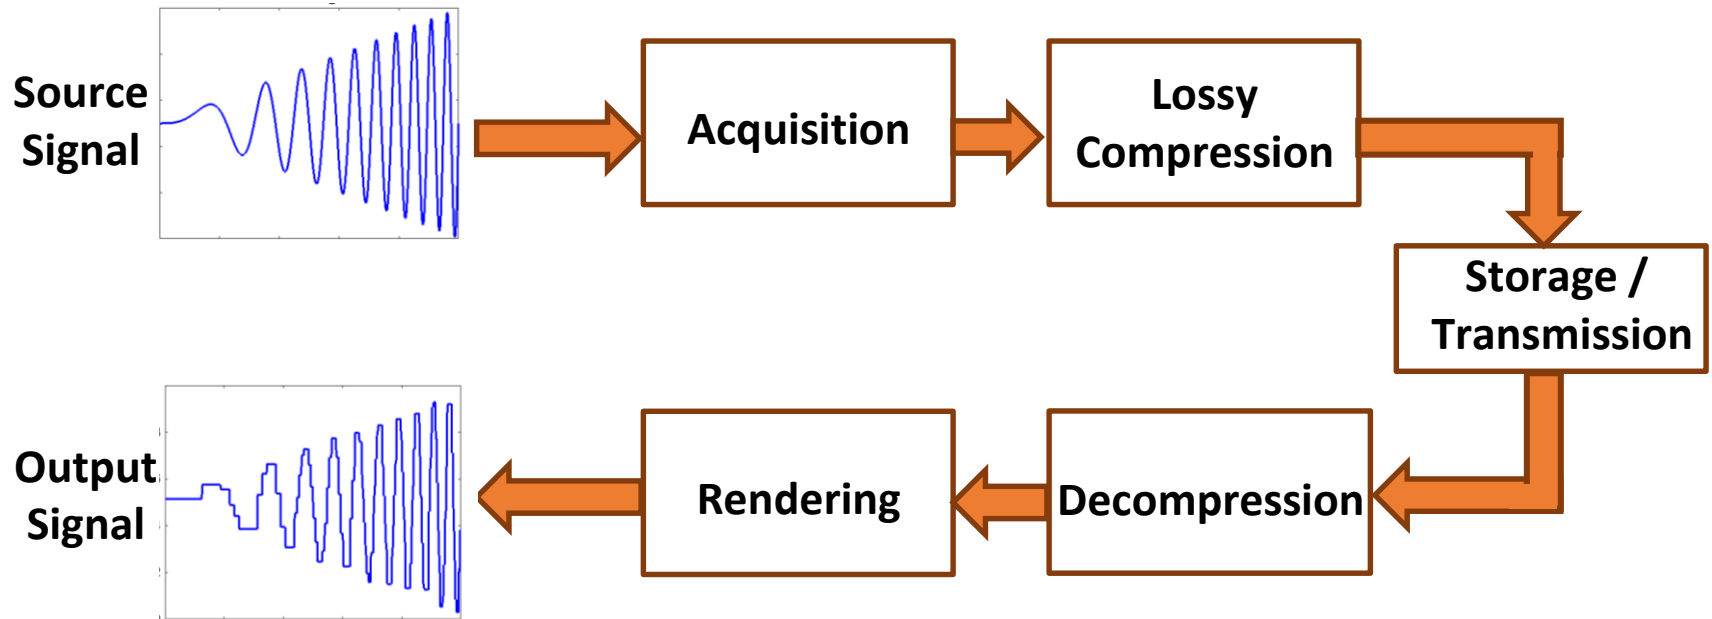 Source
Signal
Acquisition
Lossy
Compression
Storage /
Transmission
Decompression
Rendering
Output
Signal